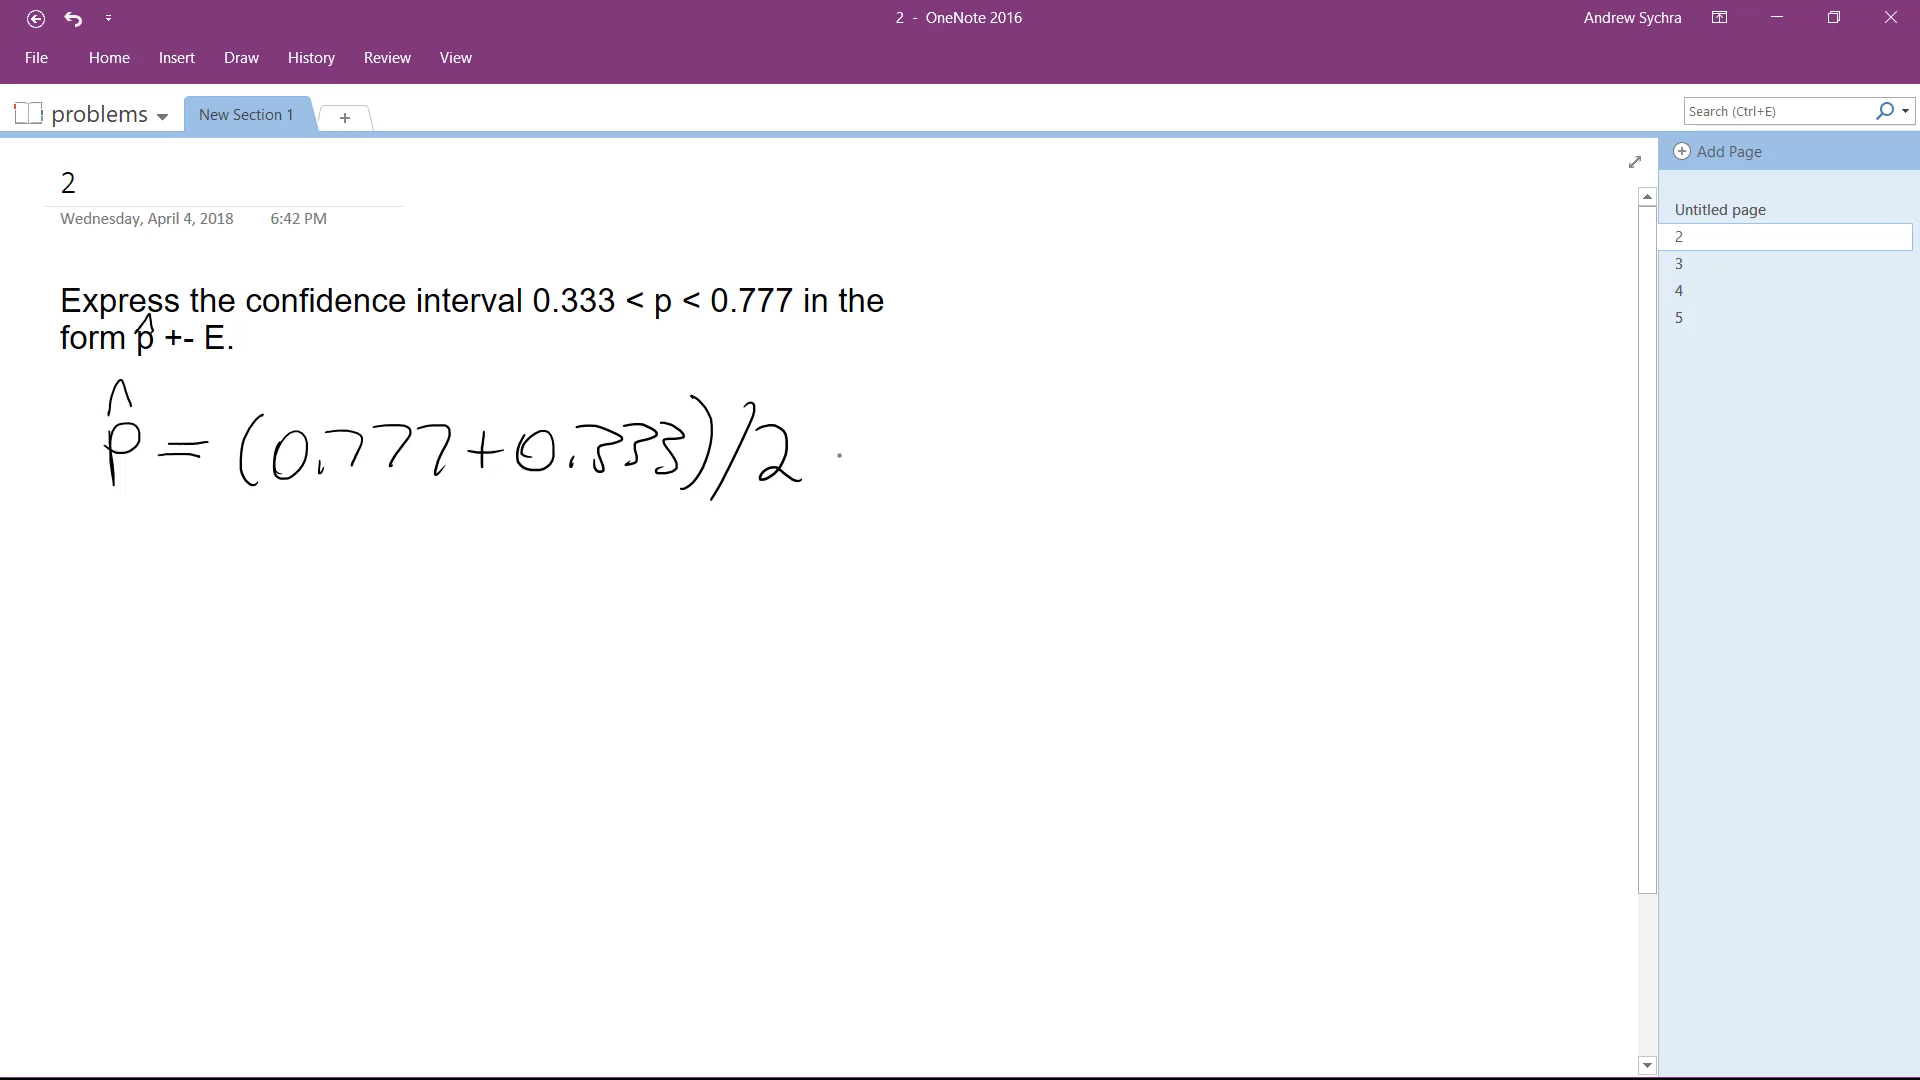 2 - OneNote 2016
Andrew Sychra
File Home Insert Draw History Review View
problems New Section 1 +
Search (Ctrl+E)
Add Page
2
Wednesday, April 4, 2018 6:42 PM
Untitled page
2
3
4
5
Express the confidence interval 0.333 < p < 0.777 in the
form p̂ +- E.
p̂ = (0.777+0.333)/2